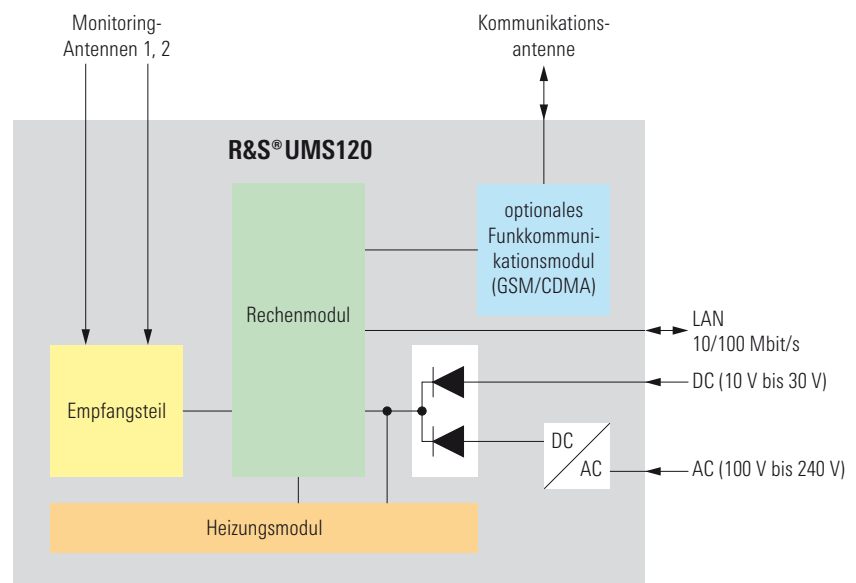 Monitoring-
Antennen 1, 2
Kommunikations-
antenne
R&S® UMS120
optionales
Funkkommuni-
kationsmodul
(GSM/CDMA)
Rechenmodul
LAN
10/100 Mbit/s
DC (10 V bis 30 V)
Empfangsteil
DC
AC
AC (100 V bis 240 V)
Heizungsmodul